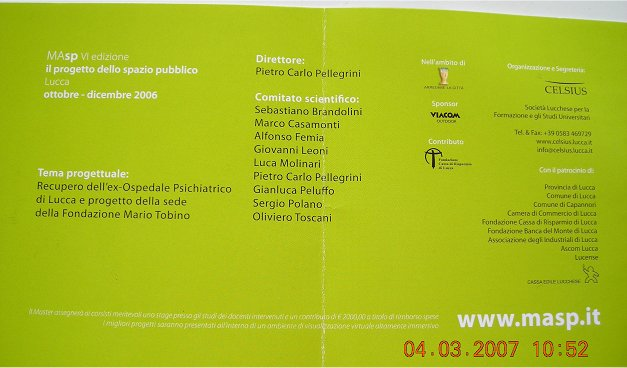 MAsp VI edizione
il progetto dello spazio pubblico
Lucca
ottobre - dicembre 2006
Tema progettuale:
Recupero dell'ex-Ospedale Psichiatrico
di Lucca e progetto della sede
della Fondazione Mario Tobino
Direttore:
Pietro Carlo Pellegrini
Comitato scientifico:
Sebastiano Brandolini
Marco Casamonti
Alfonso Femia
Giovanni Leoni
Luca Molinari
Pietro Carlo Pellegrini
Gianluca Peluffo
Sergio Polano
Oliviero Toscani
Nell'ambito di
ARREDARE LA CITTÀ
Sponsor
VIACOM
OUTDOOR
Contributo
Fondazione
Cassa di Risparmio
di Lucca
Organizzazione e Segreteria:
CELSIUS
Società Lucchese per la
Formazione e gli Studi Universitari
Tel. & Fax: +39 0583 469729
www.celsius.lucca.it
info@celsius.lucca.it
Con il patrocinio di:
Provincia di Lucca
Comune di Lucca
Comune di Capannori
Camera di Commercio di Lucca
Fondazione Cassa di Risparmio di Lucca
Fondazione Banca del Monte di Lucca
Associazione degli Industriali di Lucca
Ascom Lucca
Lucense
CASSA EDILE LUCCHESE
Il Master assegnerà ai corsisti meritevoli uno stage presso gli studi dei docenti intervenuti e un contributo di € 2000,00 a titolo di rimborso spese
I migliori progetti saranno presentati all'interno di un ambiente di visualizzazione virtuale altamente immersivo
www.masp.it
04.03.2007 10:52